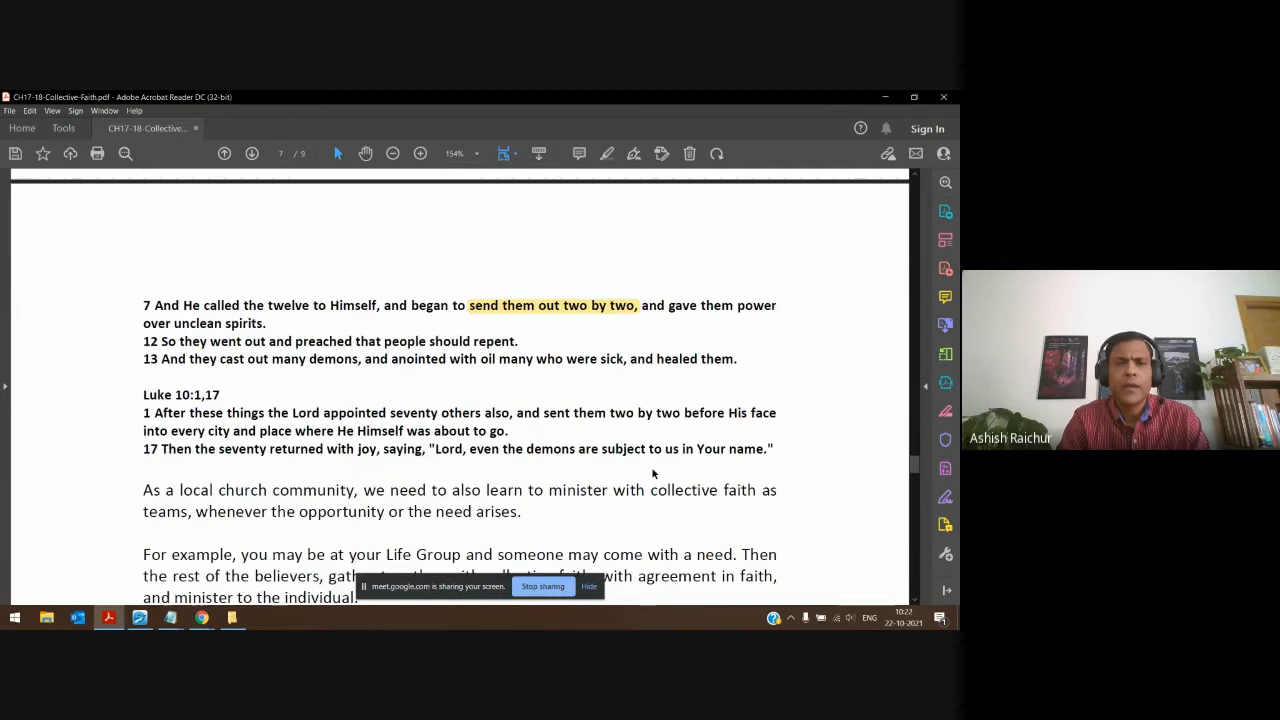 CH17-18-Collective-Faith.pdf - Adobe Acrobat Reader DC (32-bit)
File Edit View Sign Window Help
Home Tools CH17-18-Collective... × Sign In
7 / 9 154%
7 And He called the twelve to Himself, and began to send them out two by two, and gave them power
over unclean spirits.
12 So they went out and preached that people should repent.
13 And they cast out many demons, and anointed with oil many who were sick, and healed them.
Luke 10:1,17
1 After these things the Lord appointed seventy others also, and sent them two by two before His face
into every city and place where He Himself was about to go.
17 Then the seventy returned with joy, saying, "Lord, even the demons are subject to us in Your name."
As a local church community, we need to also learn to minister with collective faith as
teams, whenever the opportunity or the need arises.
For example, you may be at your Life Group and someone may come with a need. Then
the rest of the believers, with agreement in faith,
and minister to the individual.
meet.google.com is sharing your screen. Stop sharing Hide
Ashish Raichur
ENG
10:22
22-10-2021